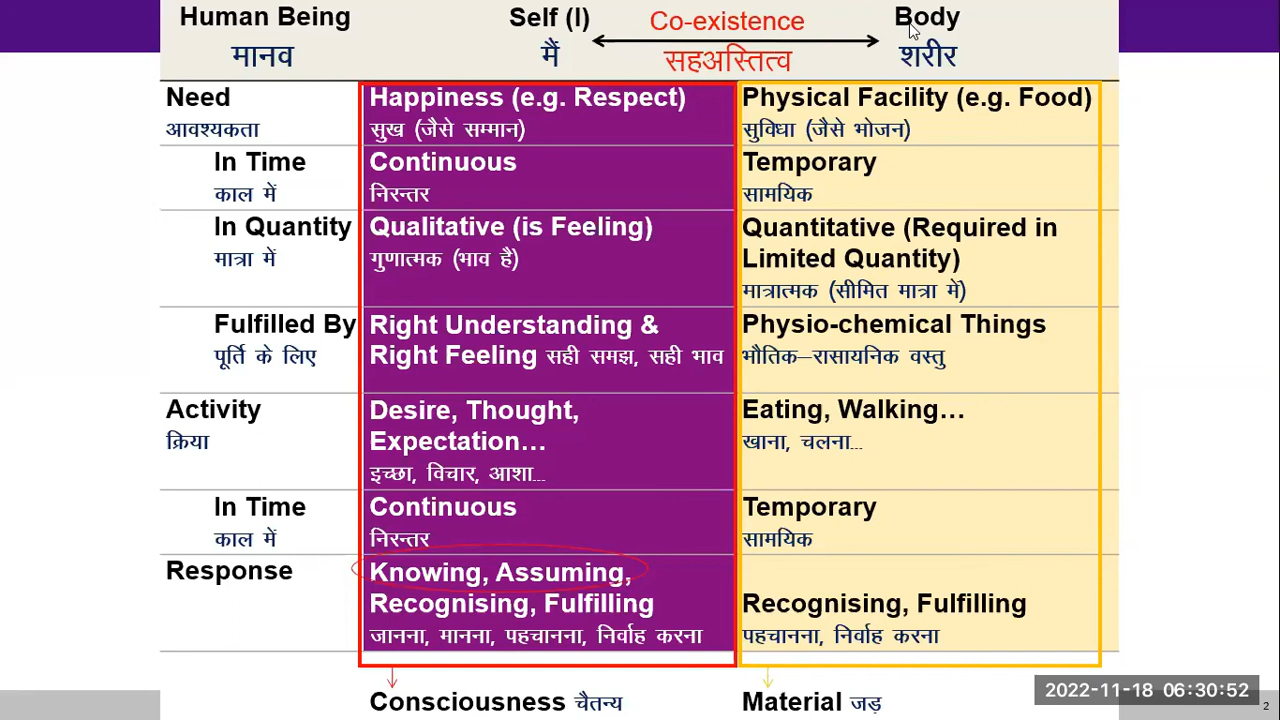 Human Being Self (I) Co-existence Body
मानव मैं सहअस्तित्व शरीर
Need Happiness (e.g. Respect) Physical Facility (e.g. Food)
आवश्यकता सुख (जैसे सम्मान) सुविधा (जैसे भोजन)
In Time Continuous Temporary
काल में निरन्तर सामयिक
In Quantity Qualitative (is Feeling) Quantitative (Required in
Limited Quantity)
मात्रा में गुणात्मक (भाव है) मात्रात्मक (सीमित मात्रा में)
Fulfilled By Right Understanding & Physio-chemical Things
पूर्ति के लिए Right Feeling सही समझ, सही भाव भौतिक–रासायनिक वस्तु
Activity Desire, Thought, Eating, Walking…
क्रिया Expectation… खाना, चलना...
इच्छा, विचार, आशा...
In Time Continuous Temporary
काल में निरन्तर सामयिक
Response Knowing, Assuming,
Recognising, Fulfilling Recognising, Fulfilling
जानना, मानना, पहचानना, निर्वाह करना पहचानना, निर्वाह करना
Consciousness चैतन्य Material जड़
2022-11-18 06:30:52
2